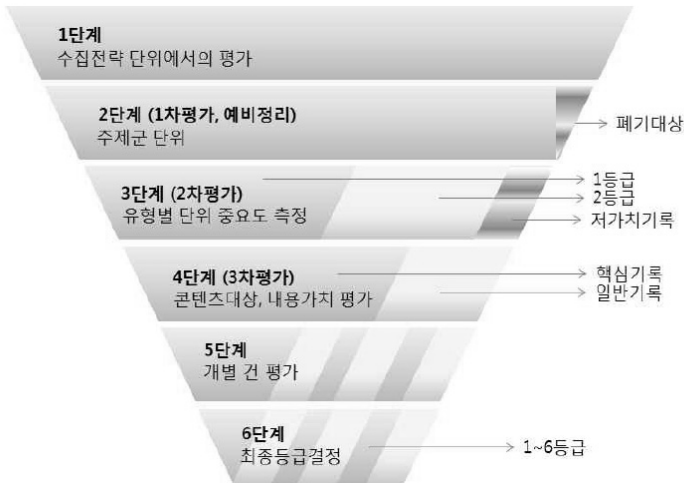 1단계
수집전략 단위에서의 평가
2단계 (1차평가, 예비정리)
주제군 단위
폐기대상
3단계 (2차평가)
유형별 단위 중요도 측정
1등급
2등급
저가치기록
4단계 (3차평가)
콘텐츠대상, 내용가치 평가
핵심기록
일반기록
5단계
개별 건 평가
6단계
최종등급결정
1~6등급